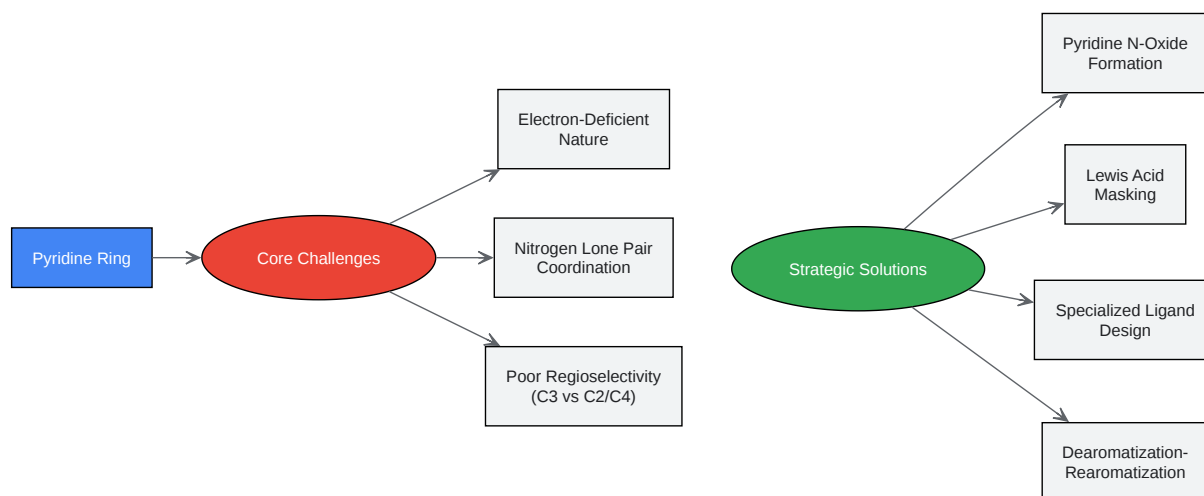 Pyridine Ring
Core Challenges
Electron-Deficient
Nature
Nitrogen Lone Pair
Coordination
Poor Regioselectivity
(C3 vs C2/C4)
Strategic Solutions
Pyridine N-Oxide
Formation
Lewis Acid
Masking
Specialized Ligand
Design
Dearomatization-
Rearomatization